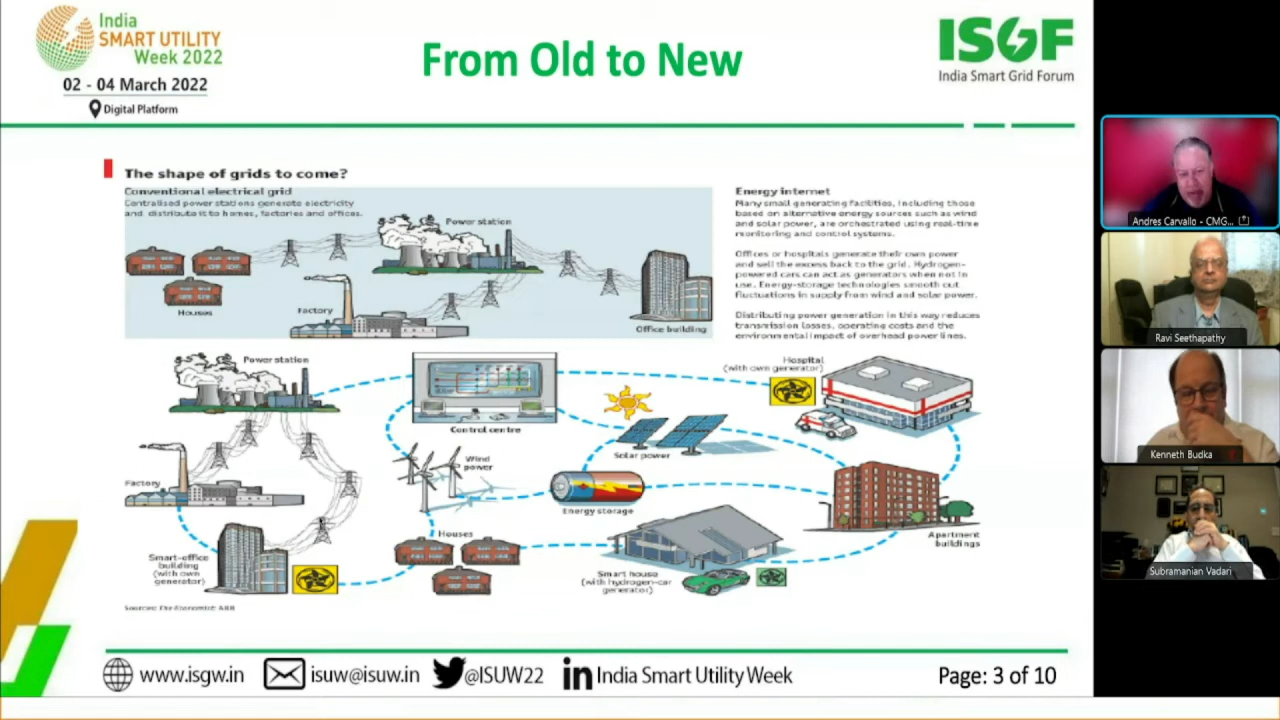 India
SMART UTILITY
Week 2022
02 - 04 March 2022
Digital Platform
From Old to New
ISGF
India Smart Grid Forum
The shape of grids to come?
Conventional electrical grid
Centralised power stations generate electricity
and distribute it to homes, factories and offices.
Power station
Houses
Factory
Office building
Energy internet
Many small generating facilities, including those
based on alternative energy sources such as wind
and solar power, are orchestrated using real-time
monitoring and control systems.
Offices or hospitals generate their own power
and sell the excess back to the grid. Hydrogen-
powered cars can act as generators when not in
use. Energy-storage technologies smooth out
fluctuations in supply from wind and solar power.
Distributing power generation in this way reduces
transmission losses, operating costs and the
environmental impact of overhead power lines.
Power station
Control centre
Hospital
(with own generator)
Solar power
Wind
power
Factory
Energy storage
Apartment
buildings
Houses
Smart-office
building
(with own
generator)
Smart house
(with hydrogen-car
generator)
Sources: The Economist; ABB
www.isgw.in
isuw@isuw.in
@ISUW22
in India Smart Utility Week
Page: 3 of 10
Andres Carvallo - CMG...
Ravi Seethapathy
Kenneth Budka
Subramanian Vadari